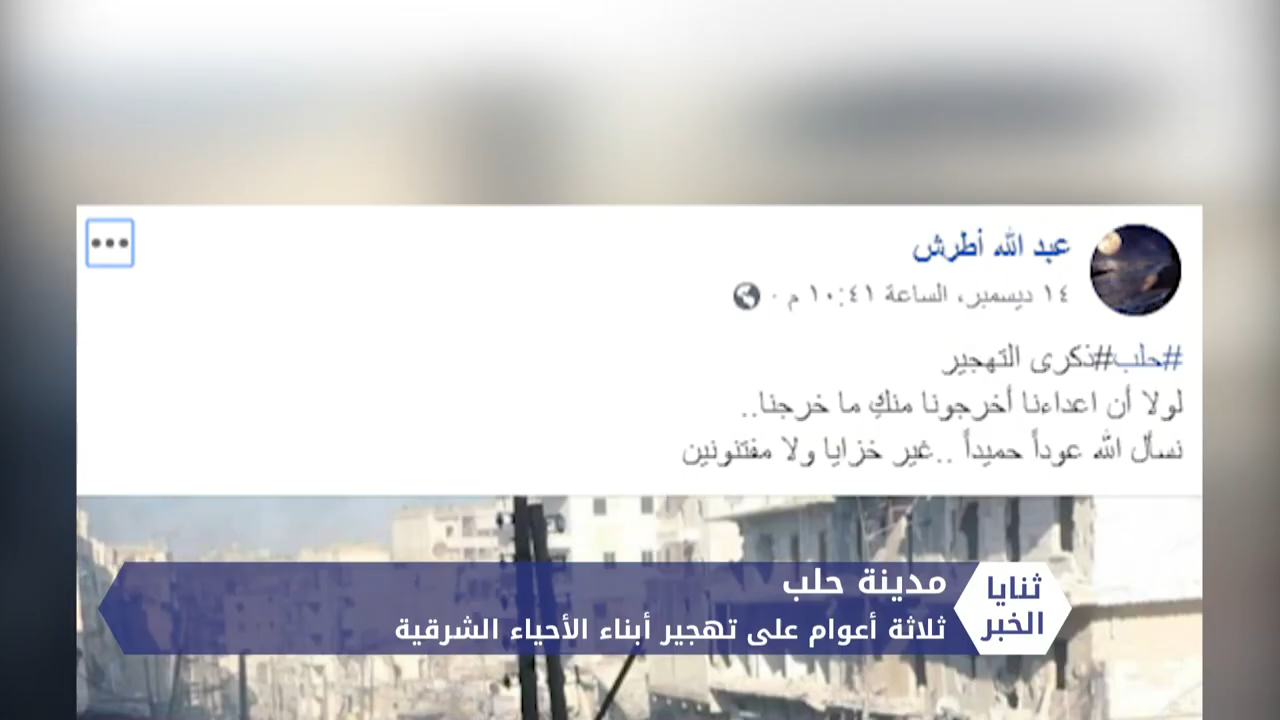 عبد الله أطرش
١٤ ديسمبر، الساعة ١٠:٤١ م ·
#حلب#ذكرى التهجير
لولا أن اعداءنا أخرجونا منكِ ما خرجنا..
نسأل الله عوداً حميداً ..غير خزايا ولا مفتنونين
ثنايا
الخبر
مدينة حلب
ثلاثة أعوام على تهجير أبناء الأحياء الشرقية